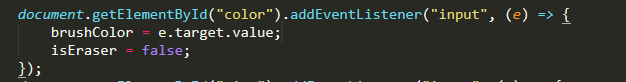 document.getElementById("color").addEventListener("input", (e) => {
    brushColor = e.target.value;
    isEraser = false;
});